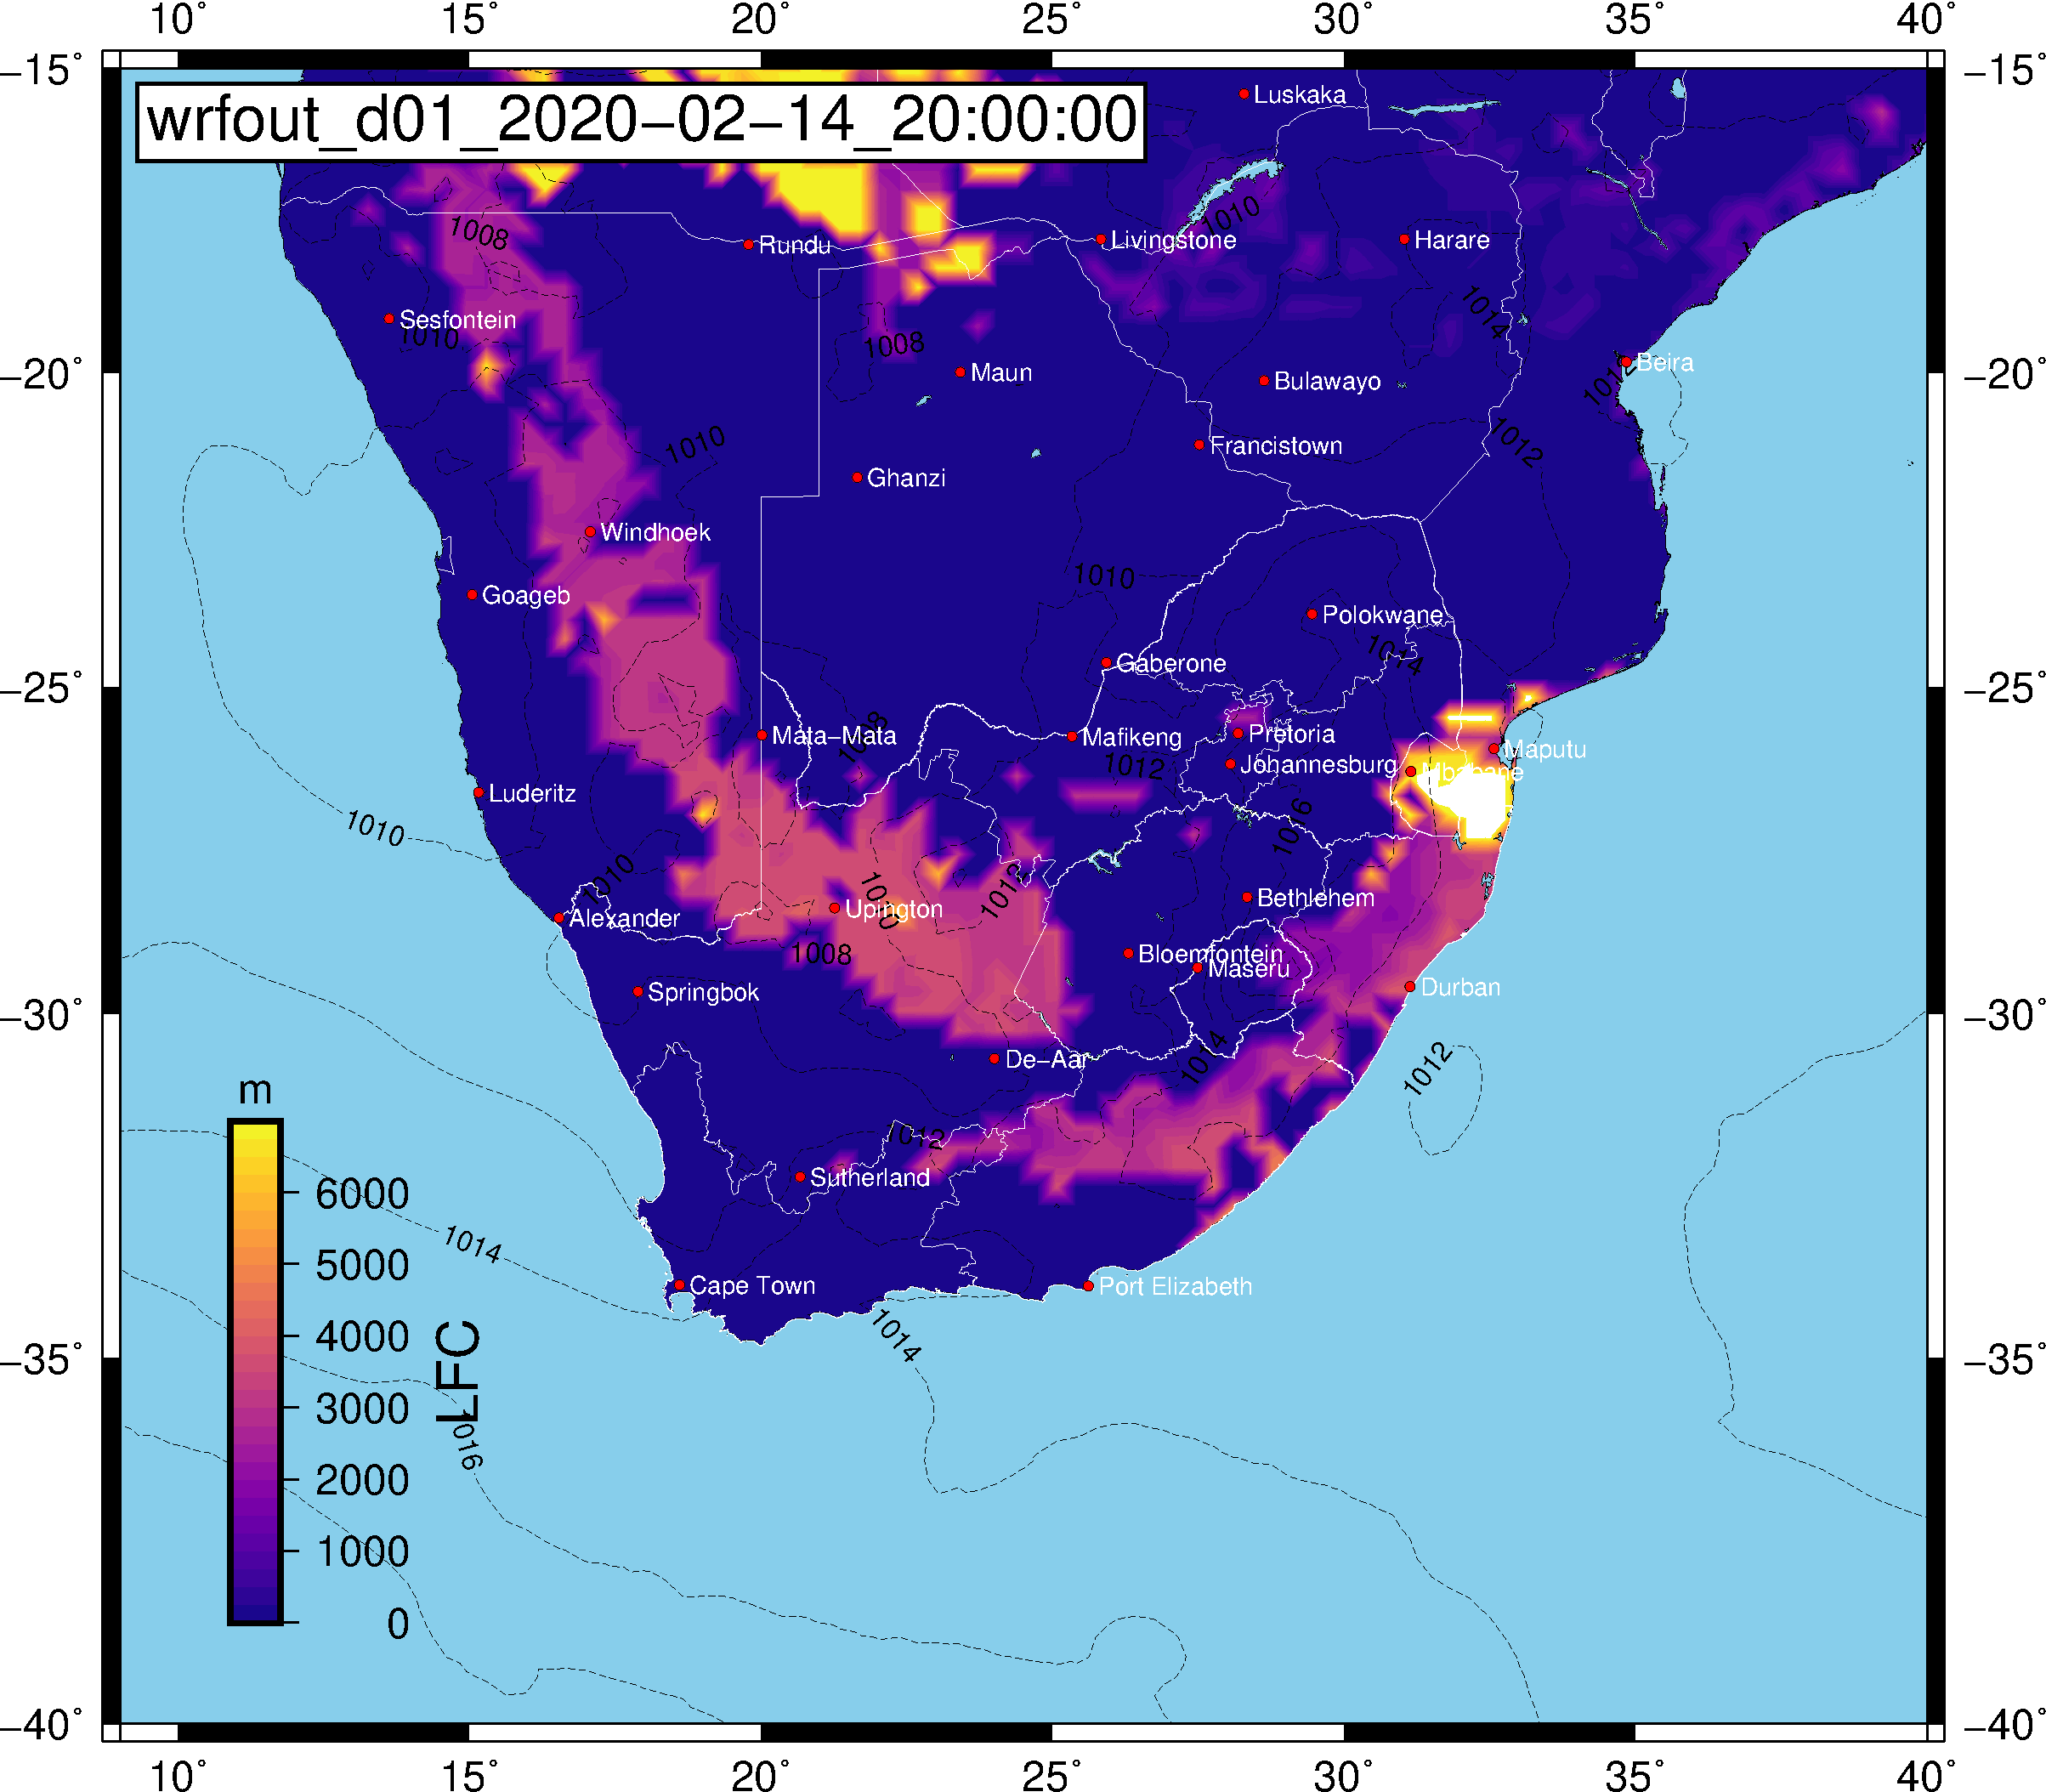 10° 15° 20° 25° 30° 35° 40°
−15° −15°
wrfout_d01_2020−02−14_20:00:00
Luskaka
1008
1010
Rundu
Livingstone
Harare
Sesfontein
1010
1014
1008
Beira
−20° −20°
Maun
Bulawayo
1012
1010
Francistown
1012
Ghanzi
Windhoek
1010
Goageb
Polokwane
1014
Gaberone
−25° −25°
Mata−Mata
1008
Mafikeng
Pretoria
Maputu
1012
Johannesburg
Mbabane
Luderitz
1010
1016
1010
1010
1012
Bethlehem
Alexander
Upington
1008
Bloemfontein
Maseru
Springbok
Durban
−30° −30°
De−Aar
1014
1012
m
1012
Sutherland
6000
1014
5000
Cape Town
Port Elizabeth
4000
1014
LFC
−35° −35°
3000
1016
2000
1000
0
−40° −40°
10° 15° 20° 25° 30° 35° 40°